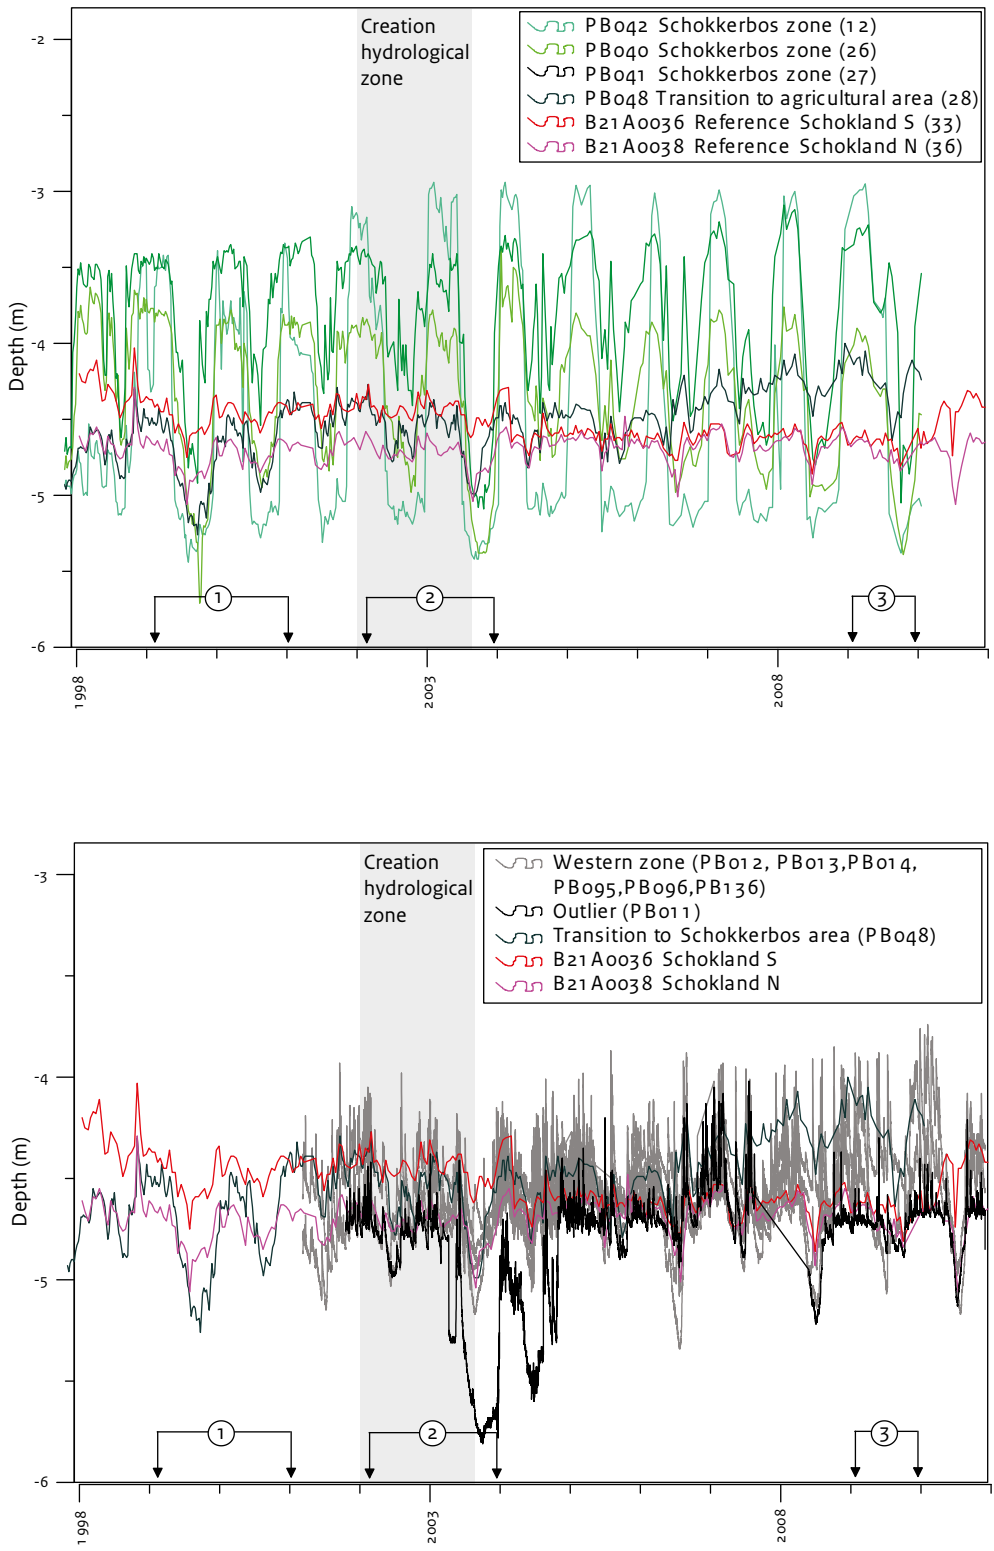 Creation
hydrological
zone
PB042 Schokkerbos zone (12)
PB040 Schokkerbos zone (26)
PB041 Schokkerbos zone (27)
PB048 Transition to agricultural area (28)
B21A0036 Reference Schokland S (33)
B21A0038 Reference Schokland N (36)
-2
-3
-4
-5
-6
Depth (m)
1
2
3
1998
2003
2008
Creation
hydrological
zone
Western zone (PB012, PB013,PB014,
PB095,PB096,PB136)
Outlier (PB011)
Transition to Schokkerbos area (PB048)
B21A0036 Schokland S
B21A0038 Schokland N
-3
-4
-5
-6
Depth (m)
1
2
3
1998
2003
2008